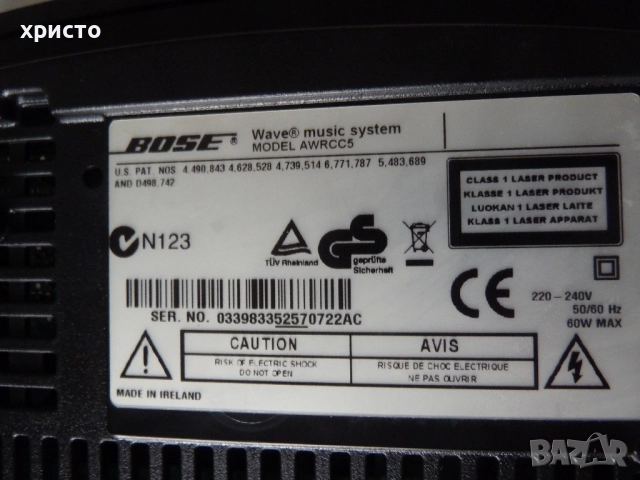 христо
BOSE® Wave® music system
MODEL AWRCC5
U.S. PAT. NOS 4,490,843 4,628,528 4,739,514 6,771,787 5,483,689
AND D498,742
CLASS 1 LASER PRODUCT
KLASSE 1 LASER PRODUKT
LUOKAN 1 LASER LAITE
KLASS 1 LASER APPARAT
N123
TÜV Rheinland
GS
geprüfte
Sicherheit
CE
220-240V
50/60 Hz
60W MAX
SER. NO. 033983352570722AC
CAUTION
RISK OF ELECTRIC SHOCK
DO NOT OPEN
AVIS
RISQUE DE CHOC ELECTRIQUE
NE PAS OUVRIR
MADE IN IRELAND
BAZAR